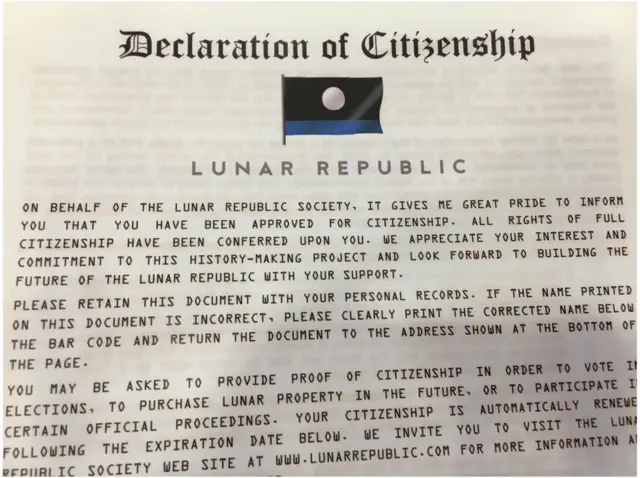 Declaration of Citizenship
LUNAR REPUBLIC
ON BEHALF OF THE LUNAR REPUBLIC SOCIETY, IT GIVES ME GREAT PRIDE TO INFORM
YOU THAT YOU HAVE BEEN APPROVED FOR CITIZENSHIP. ALL RIGHTS OF FULL
CITIZENSHIP HAVE BEEN CONFERRED UPON YOU. WE APPRECIATE YOUR INTEREST AND
COMMITMENT TO THIS HISTORY-MAKING PROJECT AND LOOK FORWARD TO BUILDING THE
FUTURE OF THE LUNAR REPUBLIC WITH YOUR SUPPORT.
PLEASE RETAIN THIS DOCUMENT WITH YOUR PERSONAL RECORDS. IF THE NAME PRINTED
ON THIS DOCUMENT IS INCORRECT, PLEASE CLEARLY PRINT THE CORRECTED NAME BELOW
THE BAR CODE AND RETURN THE DOCUMENT TO THE ADDRESS SHOWN AT THE BOTTOM OF
THE PAGE.
YOU MAY BE ASKED TO PROVIDE PROOF OF CITIZENSHIP IN ORDER TO VOTE
ELECTIONS, TO PURCHASE LUNAR PROPERTY IN THE FUTURE, OR TO PARTICIPATE
CERTAIN OFFICIAL PROCEEDINGS. YOUR CITIZENSHIP IS AUTOMATICALLY RENEWE
FOLLOWING THE EXPIRATION DATE BELOW. WE INVITE YOU TO VISIT THE LUNA
REPUBLIC SOCIETY WEB SITE AT WWW.LUNARREPUBLIC.COM FOR MORE INFORMATION